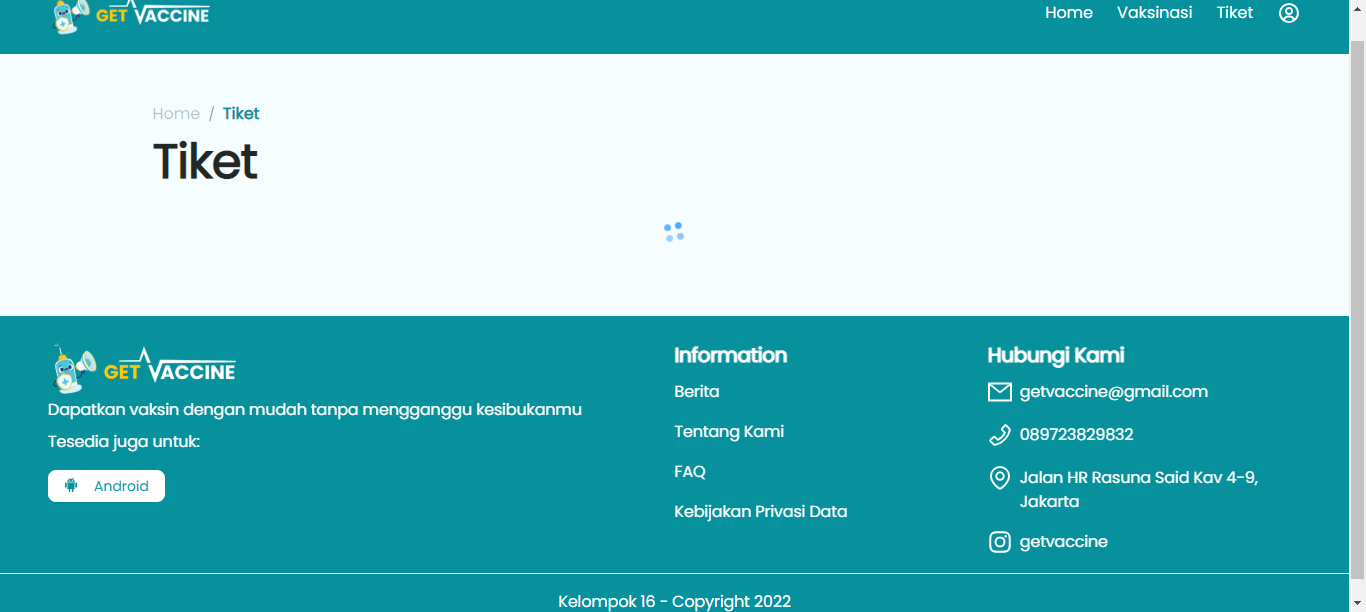 GET VACCINE
Home Vaksinasi Tiket
Home / Tiket
Tiket
GET VACCINE
Dapatkan vaksin dengan mudah tanpa mengganggu kesibukanmu
Tesedia juga untuk:
Android
Information
Berita
Tentang Kami
FAQ
Kebijakan Privasi Data
Hubungi Kami
getvaccine@gmail.com
089723829832
Jalan HR Rasuna Said Kav 4-9,
Jakarta
getvaccine
Kelompok 16 - Copyright 2022